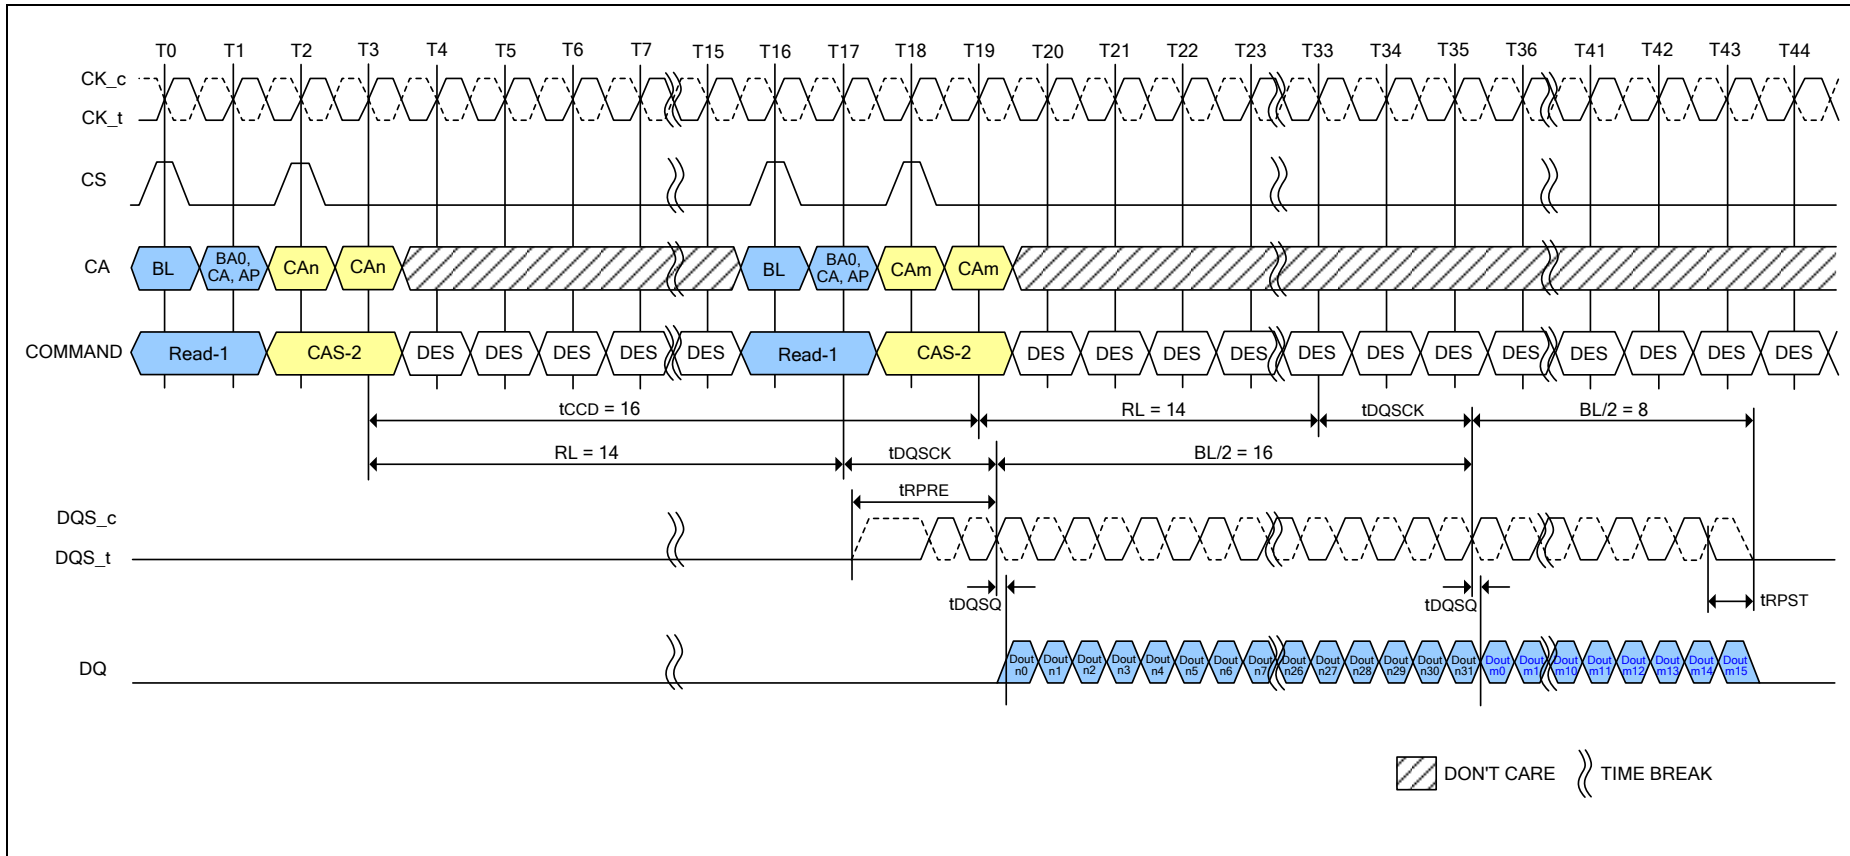 T0 T1 T2 T3 T4 T5 T6 T7 T15 T16 T17 T18 T19 T20 T21 T22 T23 T33 T34 T35 T36 T41 T42 T43 T44
CK_c
CK_t
CS
CA BL BA0, CA, AP CAn CAn BL BA0, CA, AP CAm CAm
COMMAND Read-1 CAS-2 DES DES DES DES DES Read-1 CAS-2 DES DES DES DES DES DES DES DES DES DES DES DES
tCCD = 16 RL = 14 tDQSCK BL/2 = 8
RL = 14 tDQSCK BL/2 = 16
tRPRE
DQS_c
DQS_t
tDQSQ tDQSQ tRPST
DQ Dout n0 Dout n1 Dout n2 Dout n3 Dout n4 Dout n5 Dout n6 Dout n7 Dout n26 Dout n27 Dout n28 Dout n29 Dout n30 Dout n31 Dout m0 Dout m1 Dout m10 Dout m11 Dout m12 Dout m13 Dout m14 Dout m15
DON'T CARE TIME BREAK